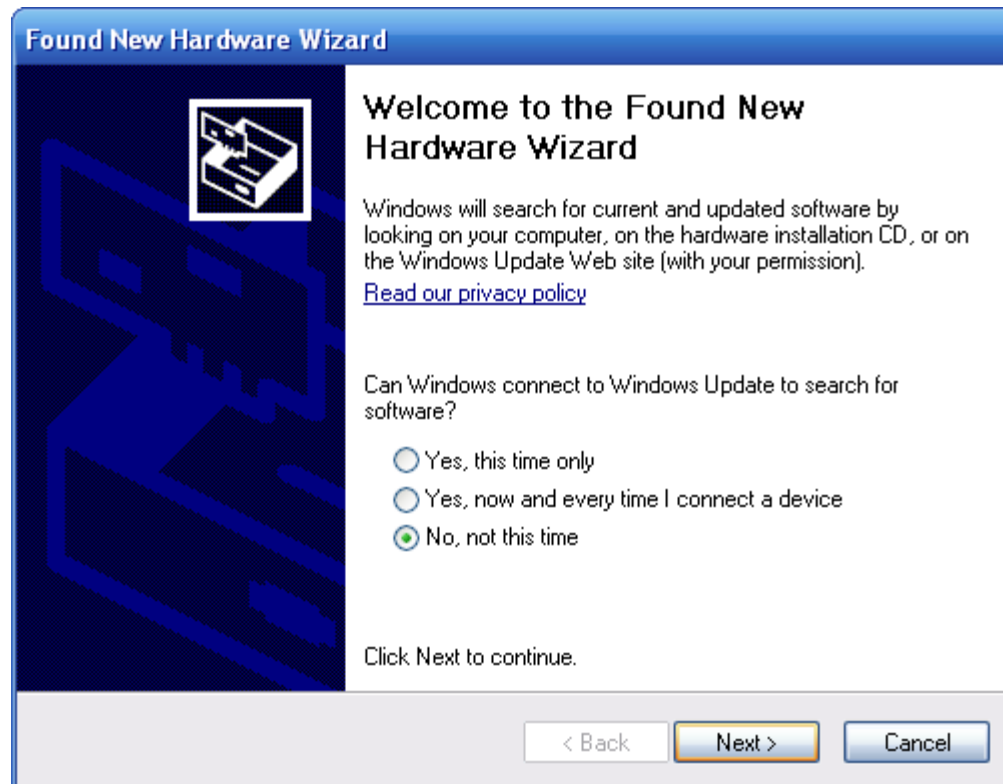 Found New Hardware Wizard
Welcome to the Found New
Hardware Wizard
Windows will search for current and updated software by
looking on your computer, on the hardware installation CD, or on
the Windows Update Web site (with your permission).
Read our privacy policy
Can Windows connect to Windows Update to search for
software?
Yes, this time only
Yes, now and every time I connect a device
No, not this time
Click Next to continue.
< Back Next > Cancel